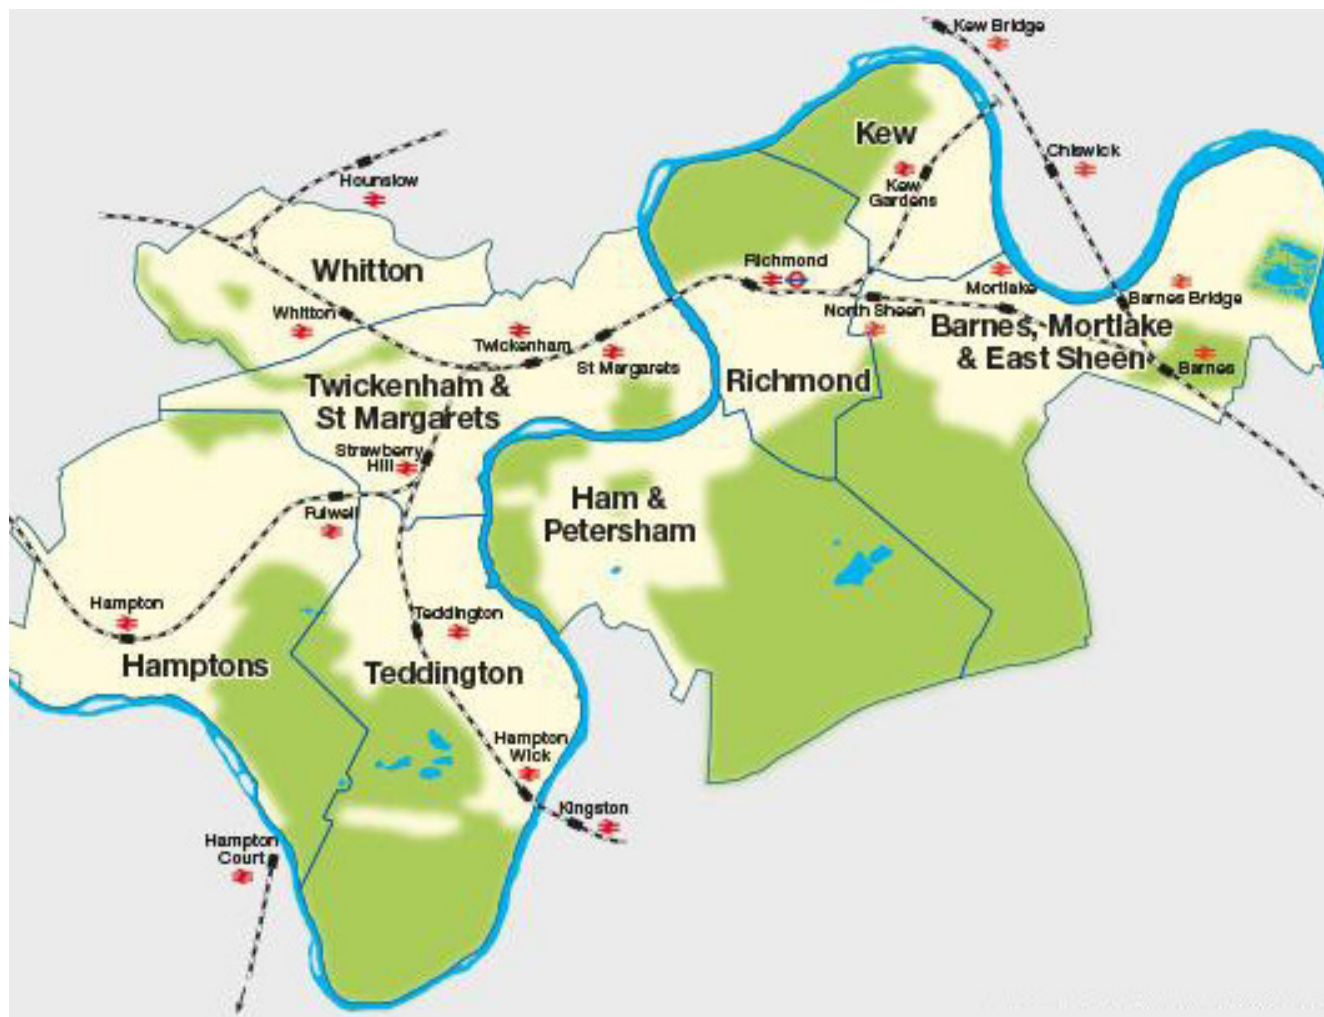 Kew Bridge
Kew
Chiswick
Hounslow
Kew
Gardens
Whitton
Richmond
Mortlake
Barnes Bridge
Whitton
North Sheen
Barnes, Mortlake
& East Sheen
Twickenham
St Margarets
Barnes
Richmond
Twickenham &
St Margarets
Strawberry
Hill
Ham &
Petersham
Fulwell
Hampton
Teddington
Hamptons
Teddington
Hampton
Wick
Kingston
Hampton
Court